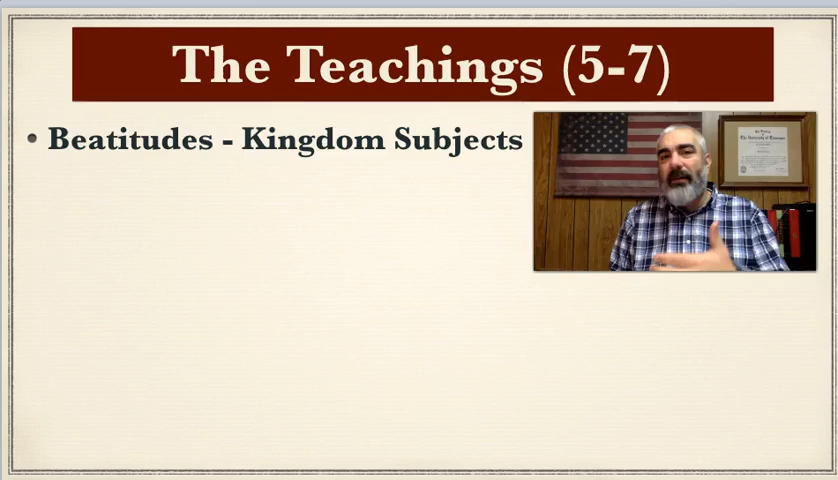 The Teachings (5-7)
• Beatitudes - Kingdom Subjects